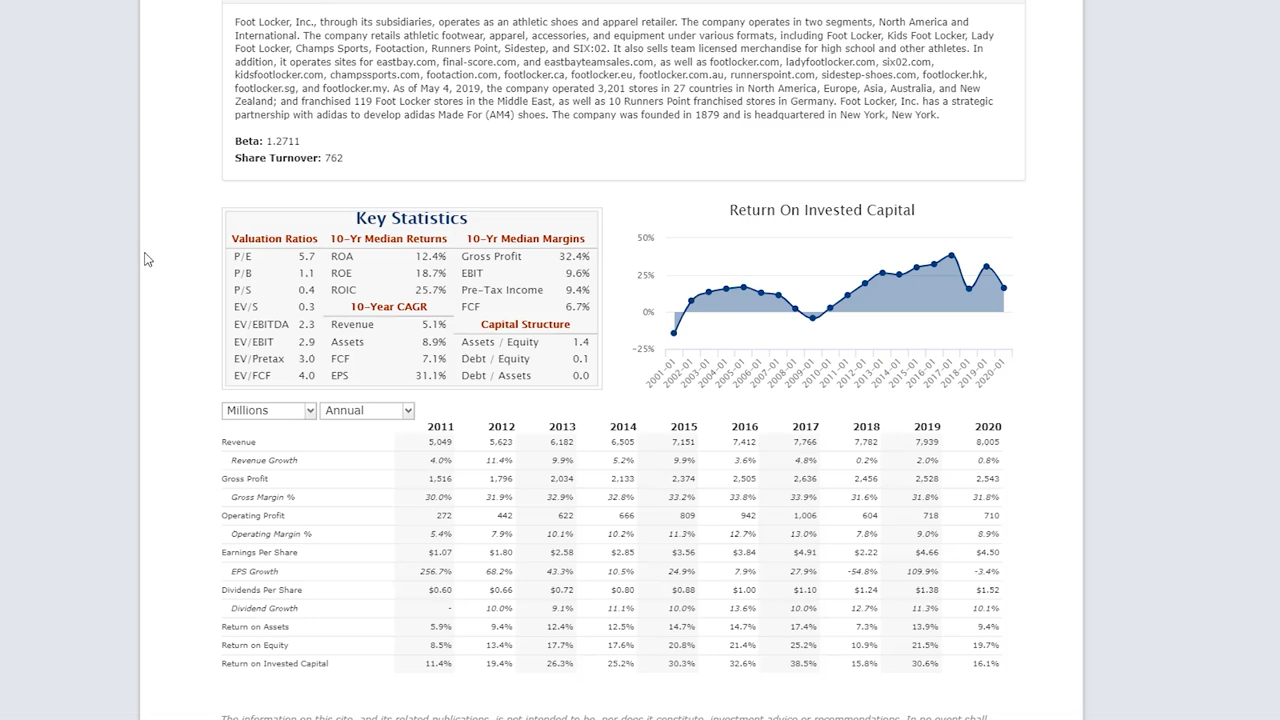 Foot Locker, Inc., through its subsidiaries, operates as an athletic shoes and apparel retailer. The company operates in two segments, North America and
International. The company retails athletic footwear, apparel, accessories, and equipment under various formats, including Foot Locker, Kids Foot Locker, Lady
Foot Locker, Champs Sports, Footaction, Runners Point, Sidestep, and SIX:02. It also sells team licensed merchandise for high school and other athletes. In
addition, it operates sites for eastbay.com, final-score.com, and eastbayteamsales.com, as well as footlocker.com, ladyfootlocker.com, six02.com,
kidsfootlocker.com, champssports.com, footaction.com, footlocker.ca, footlocker.eu, footlocker.com.au, runnerspoint.com, sidestep-shoes.com, footlocker.hk,
footlocker.sg, and footlocker.my. As of May 4, 2019, the company operated 3,201 stores in 27 countries in North America, Europe, Asia, Australia, and New
Zealand; and franchised 119 Foot Locker stores in the Middle East, as well as 10 Runners Point franchised stores in Germany. Foot Locker, Inc. has a strategic
partnership with adidas to develop adidas Made For (AM4) shoes. The company was founded in 1879 and is headquartered in New York, New York.
Beta: 1.2711
Share Turnover: 762
Key Statistics
Valuation Ratios 10-Yr Median Returns 10-Yr Median Margins
P/E 5.7 ROA 12.4% Gross Profit 32.4%
P/B 1.1 ROE 18.7% EBIT 9.6%
P/S 0.4 ROIC 25.7% Pre-Tax Income 9.4%
EV/S 0.3 10-Year CAGR FCF 6.7%
EV/EBITDA 2.3 Revenue 5.1% Capital Structure
EV/EBIT 2.9 Assets 8.9% Assets / Equity 1.4
EV/Pretax 3.0 FCF 7.1% Debt / Equity 0.1
EV/FCF 4.0 EPS 31.1% Debt / Assets 0.0
Return On Invested Capital
50%
25%
0%
-25%
2001-01 2002-01 2003-01 2004-01 2005-01 2006-01 2007-01 2008-01 2009-01 2010-01 2011-01 2012-01 2013-01 2014-01 2015-01 2016-01 2017-01 2018-01 2019-01 2020-01
Millions Annual
2011 2012 2013 2014 2015 2016 2017 2018 2019 2020
Revenue 5,049 5,623 6,182 6,505 7,151 7,412 7,766 7,782 7,939 8,005
Revenue Growth 4.0% 11.4% 9.9% 5.2% 9.9% 3.6% 4.8% 0.2% 2.0% 0.8%
Gross Profit 1,516 1,796 2,034 2,133 2,374 2,505 2,636 2,456 2,528 2,543
Gross Margin % 30.0% 31.9% 32.9% 32.8% 33.2% 33.8% 33.9% 31.6% 31.8% 31.8%
Operating Profit 272 442 622 666 809 942 1,006 604 718 710
Operating Margin % 5.4% 7.9% 10.1% 10.2% 11.3% 12.7% 13.0% 7.8% 9.0% 8.9%
Earnings Per Share $1.07 $1.80 $2.58 $2.85 $3.56 $3.84 $4.91 $2.22 $4.66 $4.50
EPS Growth 256.7% 68.2% 43.3% 10.5% 24.9% 7.9% 27.9% -54.8% 109.9% -3.4%
Dividends Per Share $0.60 $0.66 $0.72 $0.80 $0.88 $1.00 $1.10 $1.24 $1.38 $1.52
Dividend Growth - 10.0% 9.1% 11.1% 10.0% 13.6% 10.0% 12.7% 11.3% 10.1%
Return on Assets 5.9% 9.4% 12.4% 12.5% 14.7% 14.7% 17.4% 7.3% 13.9% 9.4%
Return on Equity 8.5% 13.4% 17.7% 17.6% 20.8% 21.4% 25.2% 10.9% 21.5% 19.7%
Return on Invested Capital 11.4% 19.4% 26.3% 25.2% 30.3% 32.6% 38.5% 15.8% 30.6% 16.1%
The information on this site, and its related publications, is not intended to be, nor does it constitute, investment advice or recommendations. In no event shall